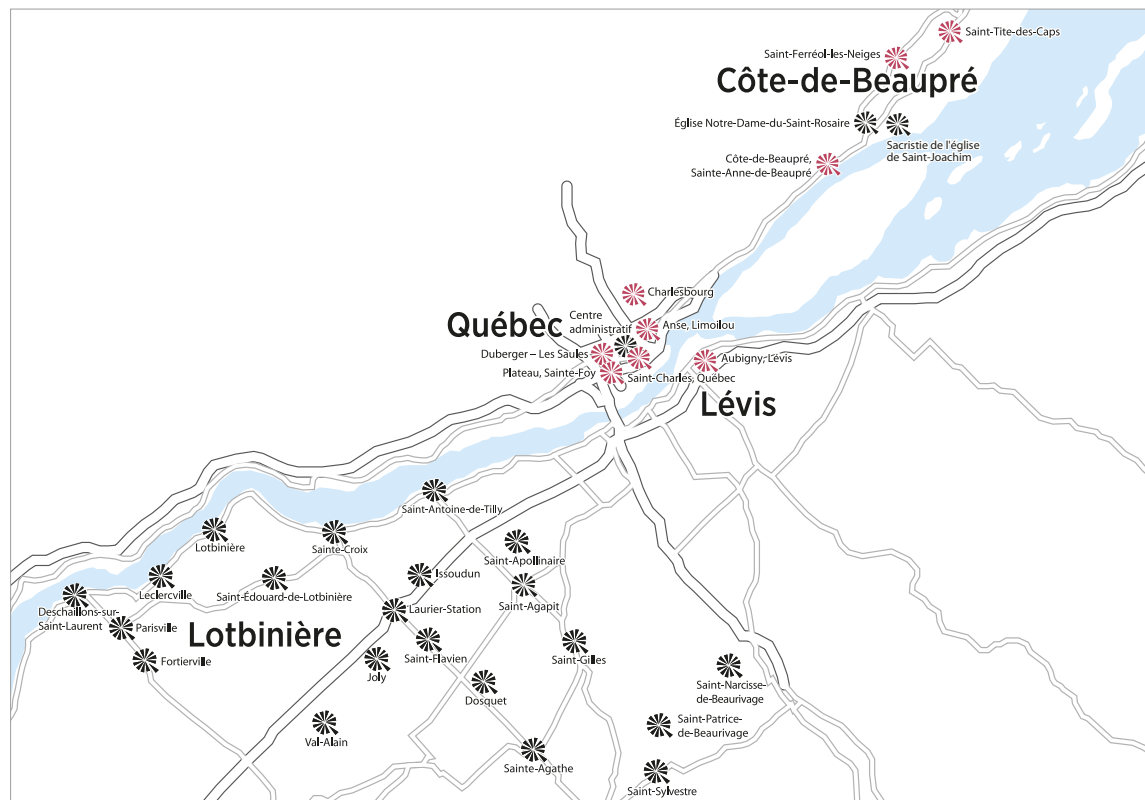 Saint-Tite-des-Caps
Saint-Ferréol-les-Neiges
Côte-de-Beaupré
Église Notre-Dame-du-Saint-Rosaire
Sacristie de l'église
de Saint-Joachim
Côte-de-Beaupré,
Sainte-Anne-de-Beaupré
Charlesbourg
Québec
Centre
administratif
Anse, Limoilou
Duberger – Les Saules
Aubigny, Lévis
Plateau, Sainte-Foy
Saint-Charles, Québec
Lévis
Saint-Antoine-de-Tilly
Lotbinière
Sainte-Croix
Saint-Apollinaire
Issoudun
Leclercville
Saint-Édouard-de-Lotbinière
Saint-Agapit
Deschaillons-sur-
Saint-Laurent
Laurier-Station
Parisville
Lotbinière
Saint-Flavien
Saint-Gilles
Fortierville
Joly
Dosquet
Saint-Narcisse-
de-Beaurivage
Saint-Patrice-
de-Beaurivage
Val-Alain
Sainte-Agathe
Saint-Sylvestre